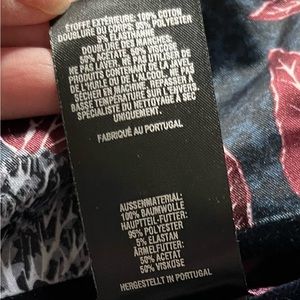 ÉTOFFE EXTÉRIEURE: 100% COTON
DOUBLURE DU CORPS: 95% POLYESTER
5% ÉLASTHANNE
DOUBLURE DES MANCHES:
50% ACÉTATE 50% VISCOSE
NE PAS LAVER. NE PAS UTILISER DE
PRODUITS CONTENANT DE LA JAVEL,
DE L'HUILE OU DE L'ALCOOL. NE PAS
SÉCHER EN MACHINE. REPASSER À
BASSE TEMPÉRATURE SUR L'ENVERS.
SPÉCIALISTE DU NETTOYAGE À SEC
UNIQUEMENT.
FABRIQUÉ AU PORTUGAL
AUSSENMATERIAL:
100% BAUMWOLLE
HAUPTTEIL-FUTTER:
95% POLYESTER
5% ELASTAN
ÄRMELFUTTER:
50% ACETAT
50% VISKOSE
HERGESTELLT IN PORTUGAL